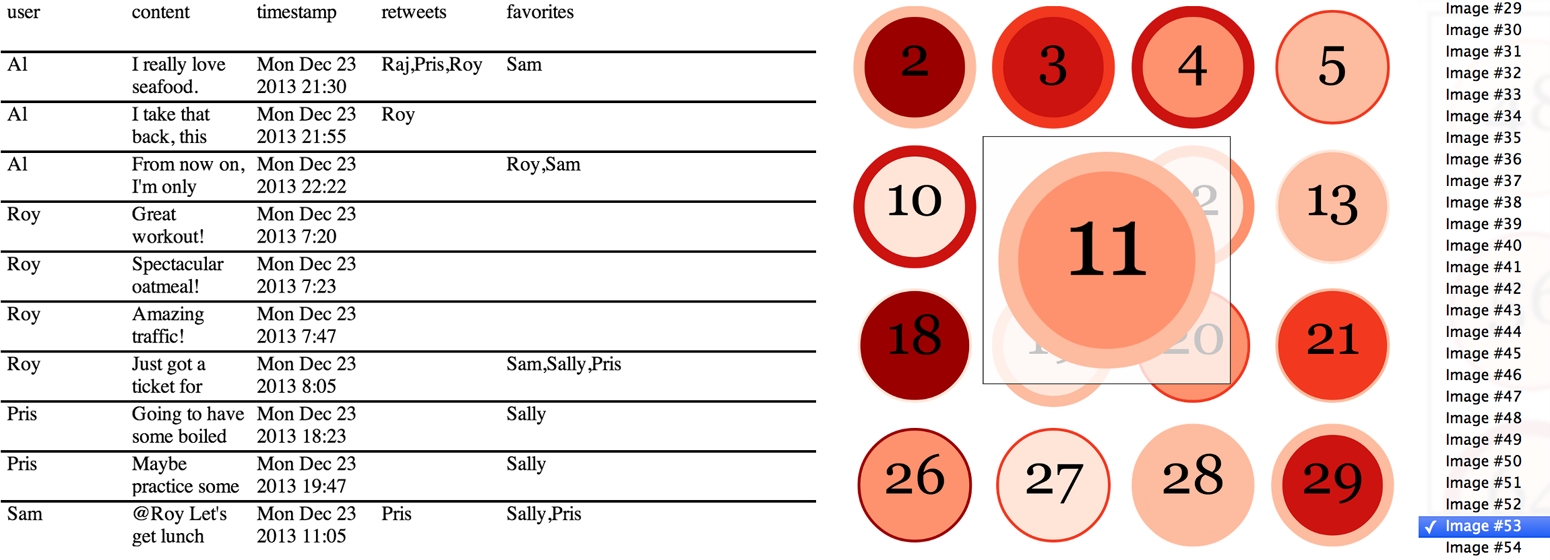 user content timestamp retweets favorites
Al I really love Mon Dec 23 Raj,Pris,Roy Sam
seafood. 2013 21:30
Al I take that Mon Dec 23 Roy
back, this 2013 21:55
Al From now on, Mon Dec 23 Roy,Sam
I'm only 2013 22:22
Roy Great Mon Dec 23
workout! 2013 7:20
Roy Spectacular Mon Dec 23
oatmeal! 2013 7:23
Roy Amazing Mon Dec 23
traffic! 2013 7:47
Roy Just got a Mon Dec 23 Sam,Sally,Pris
ticket for 2013 8:05
Pris Going to have Mon Dec 23 Sally
some boiled 2013 18:23
Pris Maybe Mon Dec 23 Sally
practice some 2013 19:47
Sam @Roy Let's Mon Dec 23 Pris Sally,Pris
get lunch 2013 11:05
2 3 4 5
10 11 13
18 20 21
26 27 28 29
Image #29
Image #30
Image #31
Image #32
Image #33
Image #34
Image #35
Image #36
Image #37
Image #38
Image #39
Image #40
Image #41
Image #42
Image #43
Image #44
Image #45
Image #46
Image #47
Image #48
Image #49
Image #50
Image #51
Image #52
✓ Image #53
Image #54